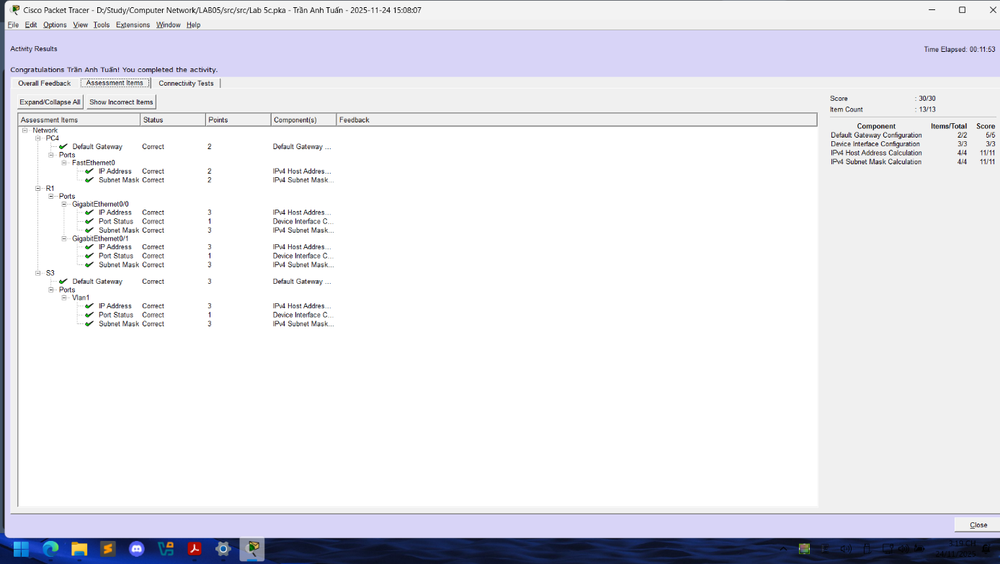 Cisco Packet Tracer - D:/Study/Computer Network/LAB05/src/src/Lab 5c.pka - Trần Anh Tuấn - 2025-11-24 15:08:07
File Edit Options View Tools Extensions Window Help
Activity Results
Time Elapsed: 00:11:53
Congratulations Trần Anh Tuấn! You completed the activity.
Overall Feedback Assessment Items Connectivity Tests
Expand/Collapse All Show Incorrect Items
Assessment Items Status Points Component(s) Feedback
Network
PC4
Default Gateway Correct 2 Default Gateway ...
Ports
FastEthernet0
IP Address Correct 2 IPv4 Host Addres...
Subnet Mask Correct 2 IPv4 Subnet Mask...
R1
Ports
GigabitEthernet0/0
IP Address Correct 3 IPv4 Host Addres...
Port Status Correct 1 Device Interface C...
Subnet Mask Correct 3 IPv4 Subnet Mask...
GigabitEthernet0/1
IP Address Correct 3 IPv4 Host Addres...
Port Status Correct 1 Device Interface C...
Subnet Mask Correct 3 IPv4 Subnet Mask...
S3
Default Gateway Correct 3 Default Gateway ...
Ports
Vlan1
IP Address Correct 3 IPv4 Host Addres...
Port Status Correct 1 Device Interface C...
Subnet Mask Correct 3 IPv4 Subnet Mask...
Score : 30/30
Item Count : 13/13
Component Items/Total Score
Default Gateway Configuration 2/2 5/5
Device Interface Configuration 3/3 3/3
IPv4 Host Address Calculation 4/4 11/11
IPv4 Subnet Mask Calculation 4/4 11/11
Close
3:19 CH
24/11/2025